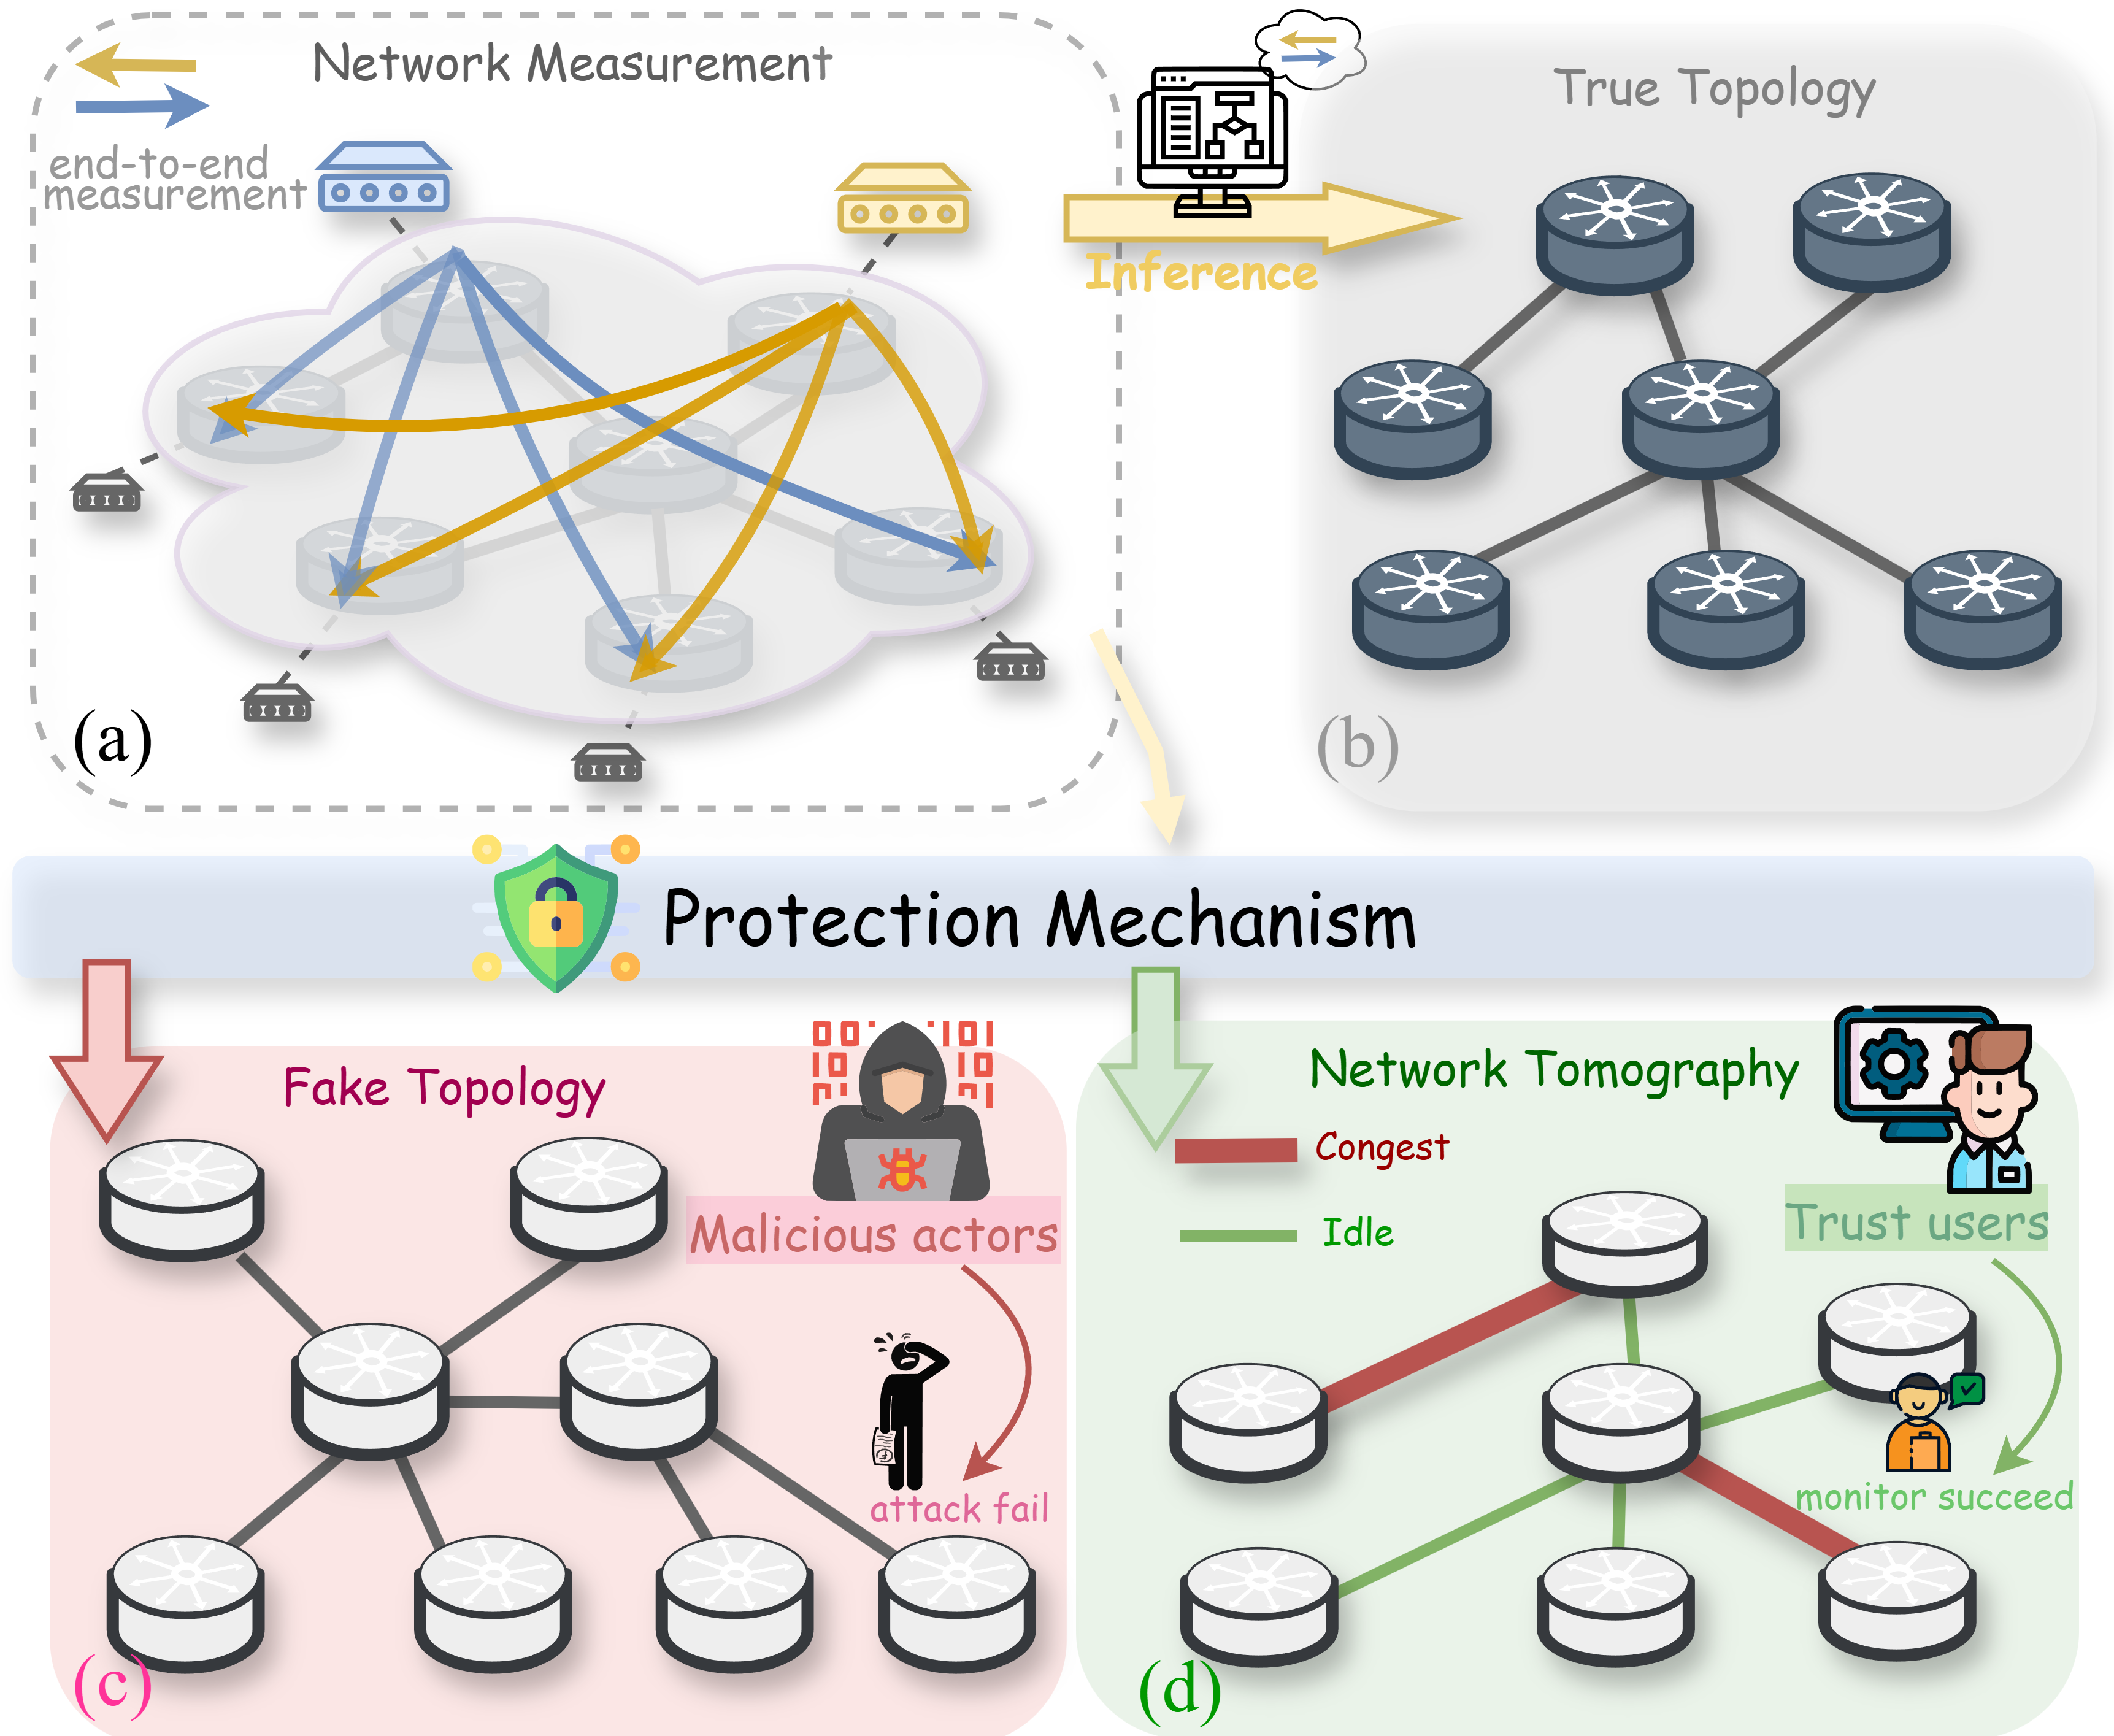 Network Measurement
end-to-end
measurement
(a)
Inference
True Topology
(b)
Protection Mechanism
Fake Topology
Malicious actors
attack fail
(c)
Network Tomography
Congest
Idle
Trust users
monitor succeed
(d)